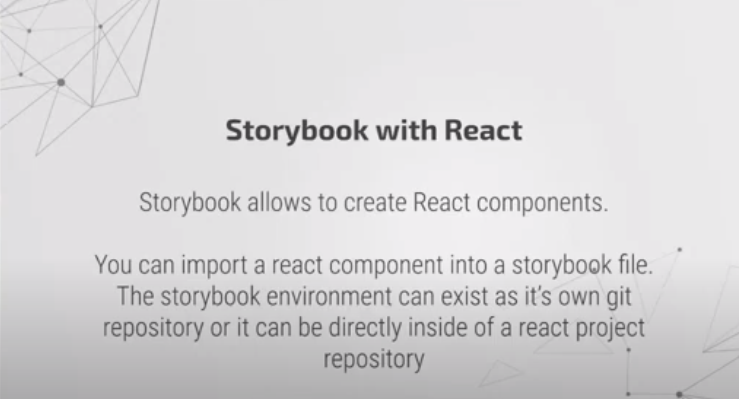 Storybook with React
Storybook allows to create React components.
You can import a react component into a storybook file.
The storybook environment can exist as it's own git
repository or it can be directly inside of a react project
repository